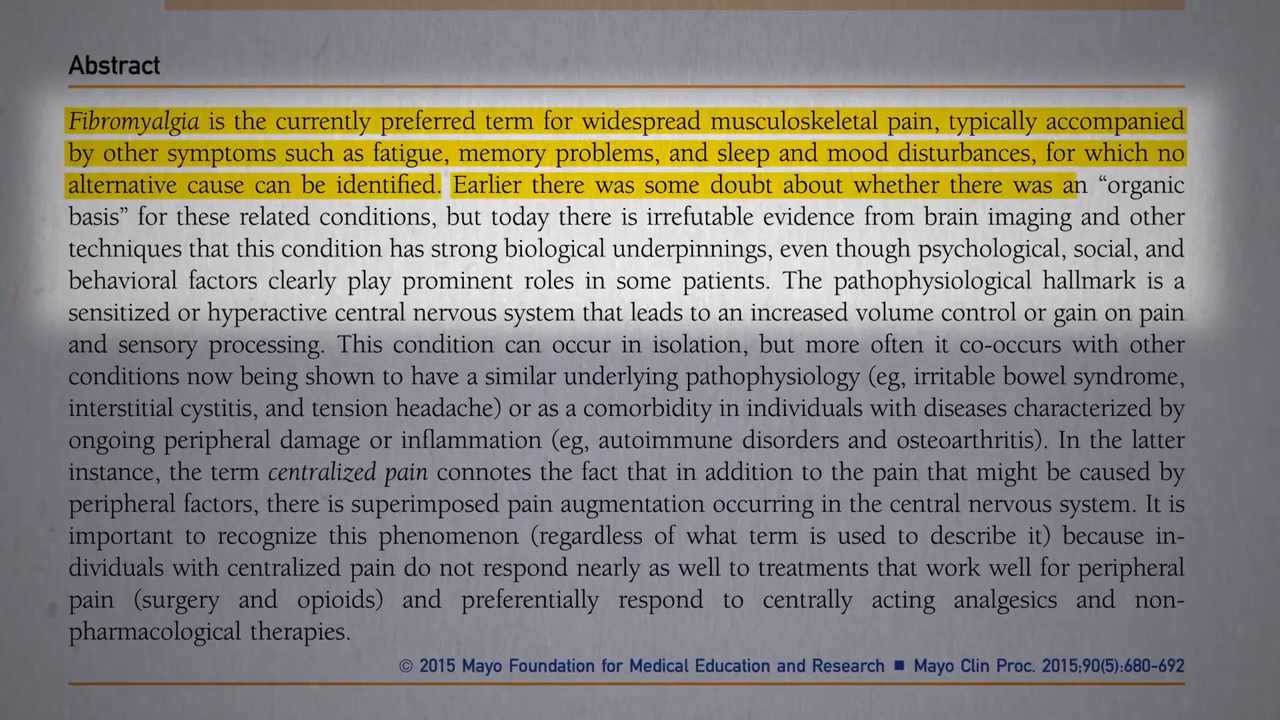 Abstract
Fibromyalgia is the currently preferred term for widespread musculoskeletal pain, typically accompanied
by other symptoms such as fatigue, memory problems, and sleep and mood disturbances, for which no
alternative cause can be identified. Earlier there was some doubt about whether there was an “organic
basis” for these related conditions, but today there is irrefutable evidence from brain imaging and other
techniques that this condition has strong biological underpinnings, even though psychological, social, and
behavioral factors clearly play prominent roles in some patients. The pathophysiological hallmark is a
sensitized or hyperactive central nervous system that leads to an increased volume control or gain on pain
and sensory processing. This condition can occur in isolation, but more often it co-occurs with other
conditions now being shown to have a similar underlying pathophysiology (eg, irritable bowel syndrome,
interstitial cystitis, and tension headache) or as a comorbidity in individuals with diseases characterized by
ongoing peripheral damage or inflammation (eg, autoimmune disorders and osteoarthritis). In the latter
instance, the term centralized pain connotes the fact that in addition to the pain that might be caused by
peripheral factors, there is superimposed pain augmentation occurring in the central nervous system. It is
important to recognize this phenomenon (regardless of what term is used to describe it) because in-
dividuals with centralized pain do not respond nearly as well to treatments that work well for peripheral
pain (surgery and opioids) and preferentially respond to centrally acting analgesics and non-
pharmacological therapies.
© 2015 Mayo Foundation for Medical Education and Research ■ Mayo Clin Proc. 2015;90(5):680-692